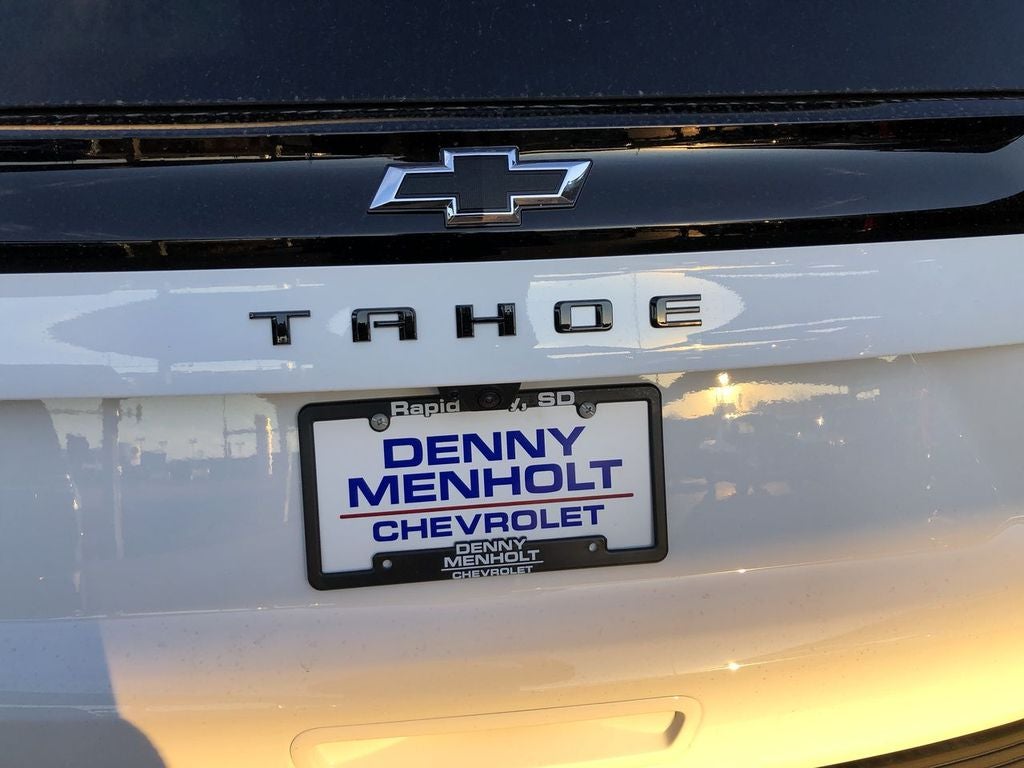 TAHOE
Rapid y, SD
DENNY
MENHOLT
CHEVROLET
DENNY
MENHOLT
CHEVROLET